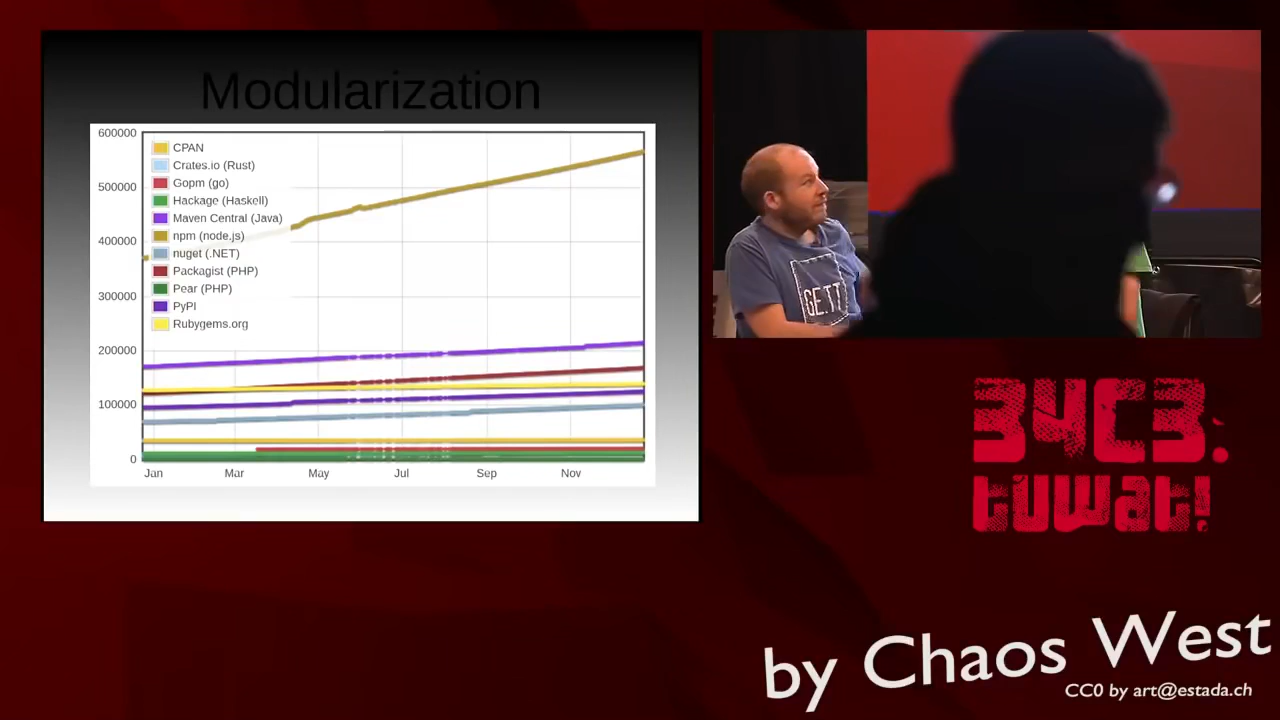 Modularization
600000
500000
400000
300000
200000
100000
0
CPAN
Crates.io (Rust)
Gopm (go)
Hackage (Haskell)
Maven Central (Java)
npm (node.js)
nuget (.NET)
Packagist (PHP)
Pear (PHP)
PyPI
Rubygems.org
Jan Mar May Jul Sep Nov
GETT
34C3:
tuwat!
by Chaos West
CC0 by art@estada.ch